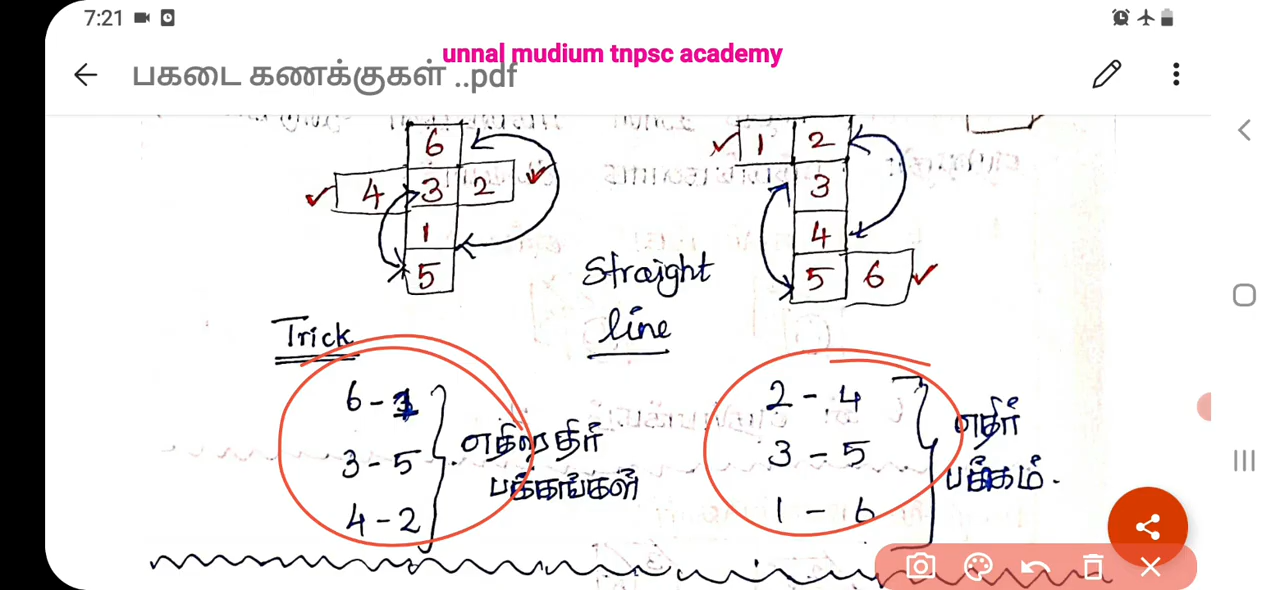 7:21
unnal mudium tnpsc academy
பகடை கணக்குகள் ..pdf
6
4 3 2
1
5
1 2
3
4
5 6
Straight
line
Trick
6 - 1
3 - 5
4 - 2
எதிரெதிர்
பக்கங்கள்
2 - 4
3 - 5
1 - 6
எதிர்
பக்கம்.